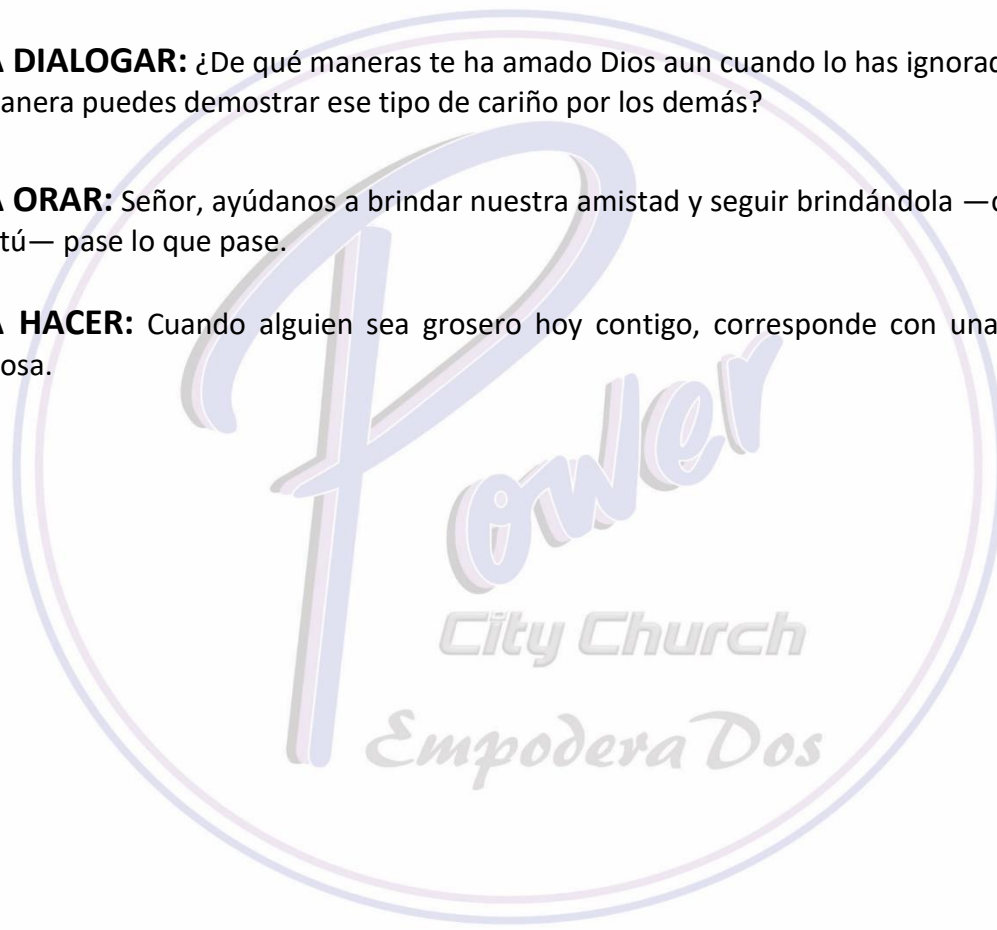 A DIALOGAR: ¿De qué maneras te ha amado Dios aun cuando lo has ignorad
anera puedes demostrar ese tipo de cariño por los demás?
A ORAR: Señor, ayúdanos a brindar nuestra amistad y seguir brindándola —
tú— pase lo que pase.
A HACER: Cuando alguien sea grosero hoy contigo, corresponde con una
osa.
Power
City Church
EmpoderaDos